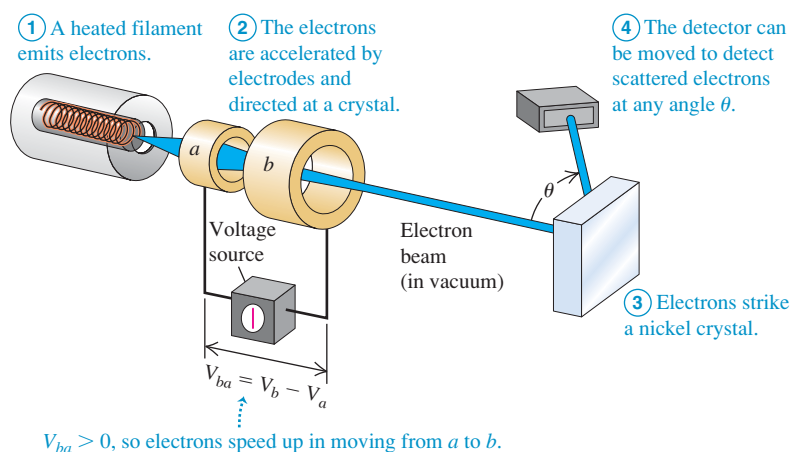 1 A heated filament
emits electrons.
2 The electrons
are accelerated by
electrodes and
directed at a crystal.
4 The detector can
be moved to detect
scattered electrons
at any angle θ.
a
b
θ
Voltage
source
Electron
beam
(in vacuum)
3 Electrons strike
a nickel crystal.
V_ba = V_b − V_a
V_ba > 0, so electrons speed up in moving from a to b.